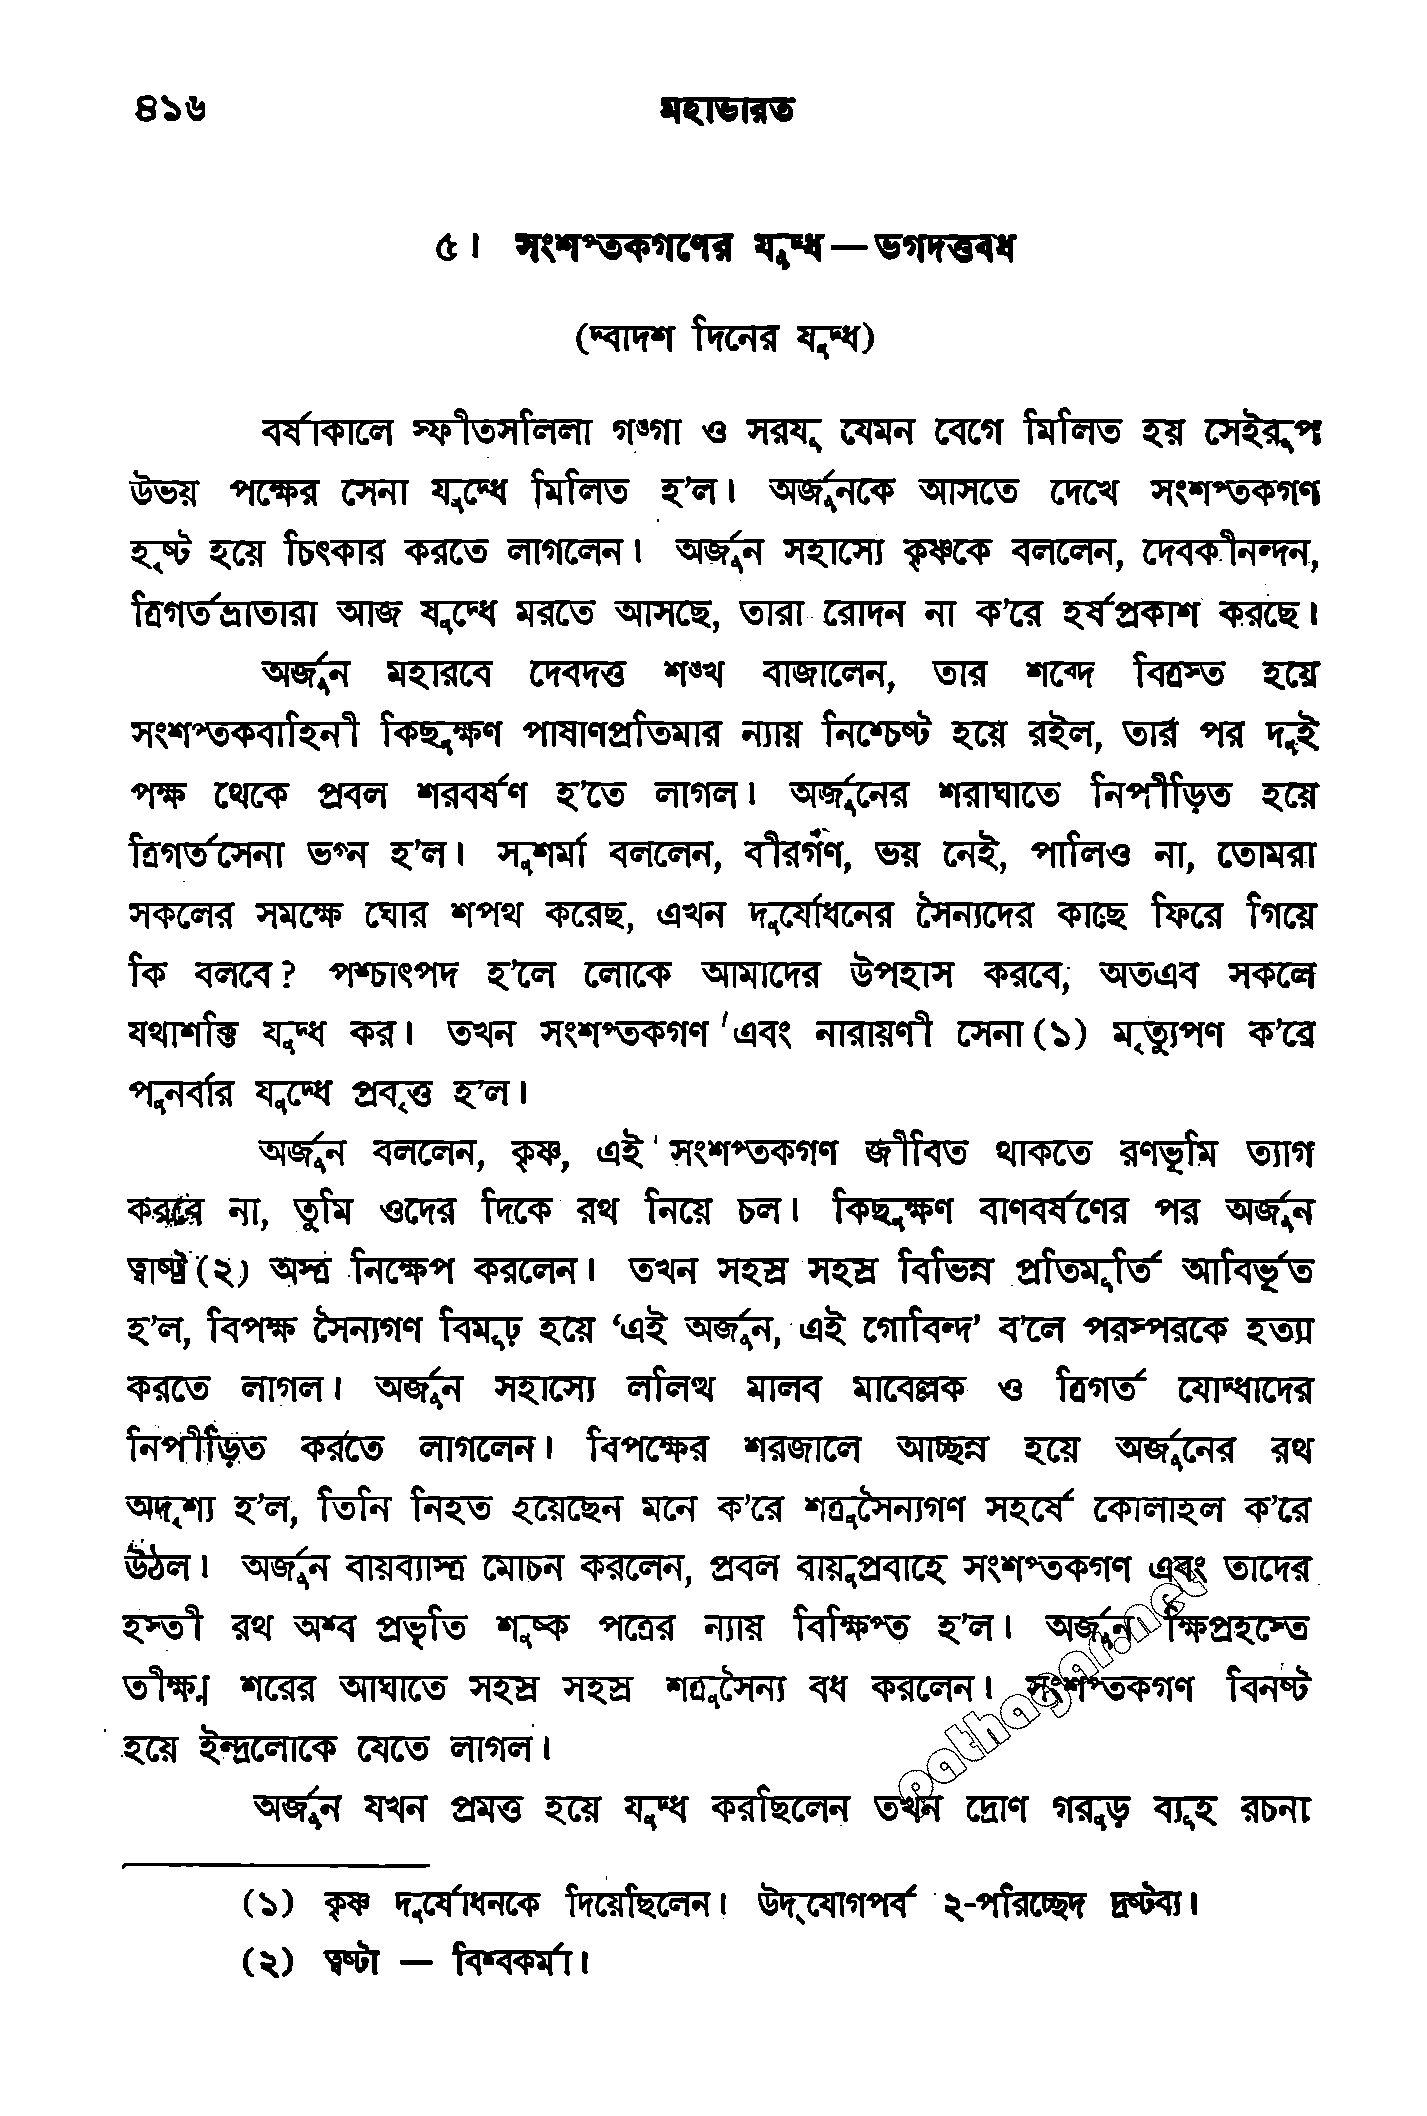 ৪১৬ মহাভারত
৫। সংশপ্তকগণের যুদ্ধ — ভগদত্তবধ
(দ্বাদশ দিনের যুদ্ধ)
বর্ষাকালে স্ফীতসলিলা গঙ্গা ও সরযূ যেমন বেগে মিলিত হয় সেইরূপ
উভয় পক্ষের সেনা যুদ্ধে মিলিত হ'ল। অর্জুনকে আসতে দেখে সংশপ্তকগণ
হৃষ্ট হয়ে চিৎকার করতে লাগলেন। অর্জুন সহাস্যে কৃষ্ণকে বললেন, দেবকীনন্দন,
ত্রিগর্তভ্রাতারা আজ যুদ্ধে মরতে আসছে, তারা রোদন না ক'রে হর্ষপ্রকাশ করছে।
অর্জুন মহারবে দেবদত্ত শঙ্খ বাজালেন, তার শব্দে বিত্রস্ত হয়ে
সংশপ্তকবাহিনী কিছুক্ষণ পাষাণপ্রতিমার ন্যায় নিশ্চেষ্ট হয়ে রইল, তার পর দুই
পক্ষ থেকে প্রবল শরবর্ষণ হ'তে লাগল। অর্জুনের শরাঘাতে নিপীড়িত হয়ে
ত্রিগর্তসেনা ভগ্ন হ'ল। সুশর্মা বললেন, বীরগণ, ভয় নেই, পালিও না, তোমরা
সকলের সমক্ষে ঘোর শপথ করেছ, এখন দুর্যোধনের সৈন্যদের কাছে ফিরে গিয়ে
কি বলবে? পশ্চাৎপদ হ'লে লোকে আমাদের উপহাস করবে, অতএব সকলে
যথাশক্তি যুদ্ধ কর। তখন সংশপ্তকগণ এবং নারায়ণী সেনা (১) মৃত্যুপণ ক'রে
পুনর্বার যুদ্ধে প্রবৃত্ত হ'ল।
অর্জুন বললেন, কৃষ্ণ, এই সংশপ্তকগণ জীবিত থাকতে রণভূমি ত্যাগ
করবে না, তুমি ওদের দিকে রথ নিয়ে চল। কিছুক্ষণ বাণবর্ষণের পর অর্জুন
ত্বাষ্ট্র (২) অস্ত্র নিক্ষেপ করলেন। তখন সহস্র সহস্র বিভিন্ন প্রতিমূর্তি আবির্ভূত
হ'ল, বিপক্ষ সৈন্যগণ বিমূঢ় হয়ে ‘এই অর্জুন, এই গোবিন্দ’ ব'লে পরস্পরকে হত্যা
করতে লাগল। অর্জুন সহাস্যে ললিত্থ মালব মাবেল্লক ও ত্রিগর্ত যোদ্ধাদের
নিপীড়িত করতে লাগলেন। বিপক্ষের শরজালে আচ্ছন্ন হয়ে অর্জুনের রথ
অদৃশ্য হ'ল, তিনি নিহত হয়েছেন মনে ক'রে শত্রুসৈন্যগণ সহর্ষে কোলাহল ক'রে
উঠল। অর্জুন বায়ব্যাস্ত্র মোচন করলেন, প্রবল বায়ুপ্রবাহে সংশপ্তকগণ এবং তাদের
হস্তী রথ অশ্ব প্রভৃতি শুষ্ক পত্রের ন্যায় বিক্ষিপ্ত হ'ল। অর্জুন ক্ষিপ্রহস্তে
তীক্ষ্ণ শরের আঘাতে সহস্র সহস্র শত্রুসৈন্য বধ করলেন। সংশপ্তকগণ বিনষ্ট
হয়ে ইন্দ্রলোকে যেতে লাগল।
অর্জুন যখন প্রমত্ত হয়ে যুদ্ধ করছিলেন তখন দ্রোণ গরুড় ব্যূহ রচনা
(১) কৃষ্ণ দুর্যোধনকে দিয়েছিলেন। উদ্‌যোগপর্ব ২-পরিচ্ছেদ দ্রষ্টব্য।
(২) ত্বষ্টা — বিশ্বকর্মা।
pathagar.net